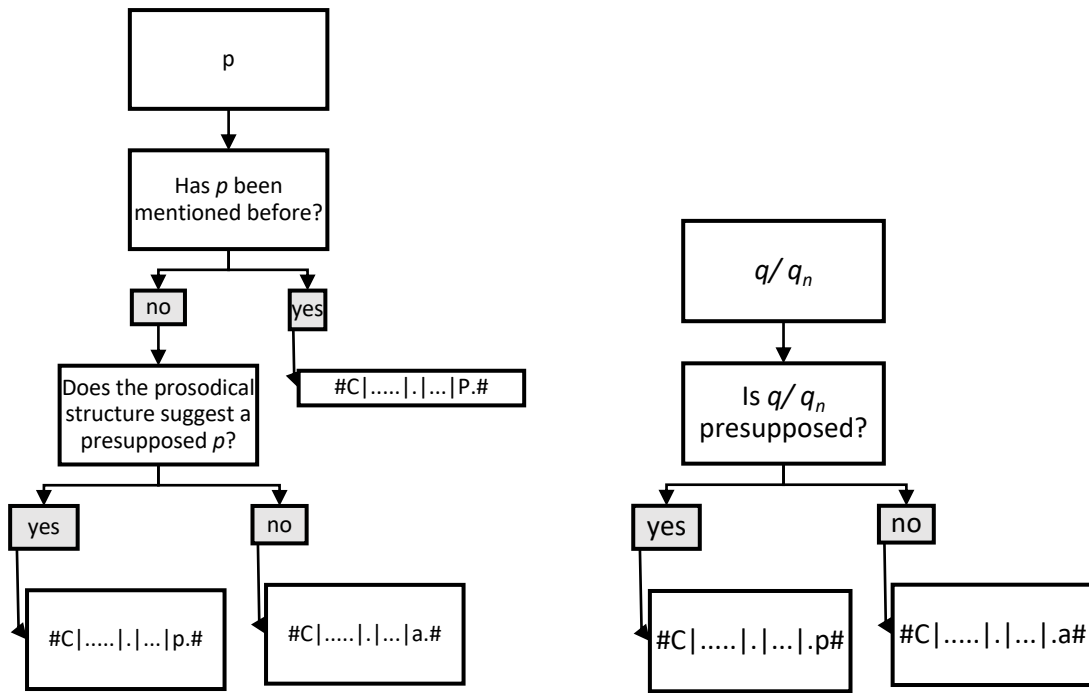 p
Has p been
mentioned before?
no
yes
Does the prosodical
structure suggest a
presupposed p?
#C|.....|.|...|P.#
yes
no
#C|.....|.|...|p.#
#C|.....|.|...|a.#
q/ qn
Is q/ qn
presupposed?
yes
no
#C|.....|.|...|.p#
#C|.....|.|...|.a#